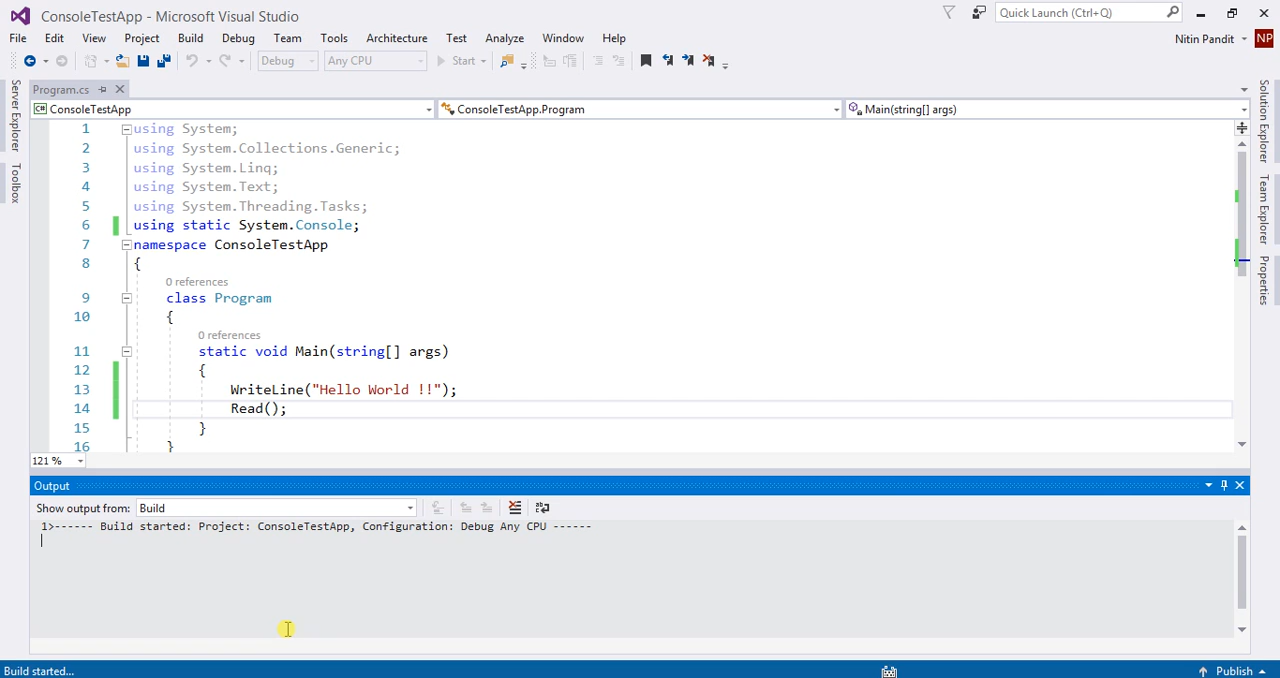 ConsoleTestApp - Microsoft Visual Studio
Quick Launch (Ctrl+Q)
File Edit View Project Build Debug Team Tools Architecture Test Analyze Window Help
Nitin Pandit NP
Debug Any CPU Start
Server Explorer
Toolbox
Program.cs
C# ConsoleTestApp ConsoleTestApp.Program Main(string[] args)
1 using System;
2 using System.Collections.Generic;
3 using System.Linq;
4 using System.Text;
5 using System.Threading.Tasks;
6 using static System.Console;
7 namespace ConsoleTestApp
8 {
0 references
9 class Program
10 {
0 references
11 static void Main(string[] args)
12 {
13 WriteLine("Hello World !!");
14 Read();
15 }
16 }
121 %
Solution Explorer
Team Explorer
Properties
Output
Show output from: Build
1>------ Build started: Project: ConsoleTestApp, Configuration: Debug Any CPU ------
Build started...
Publish